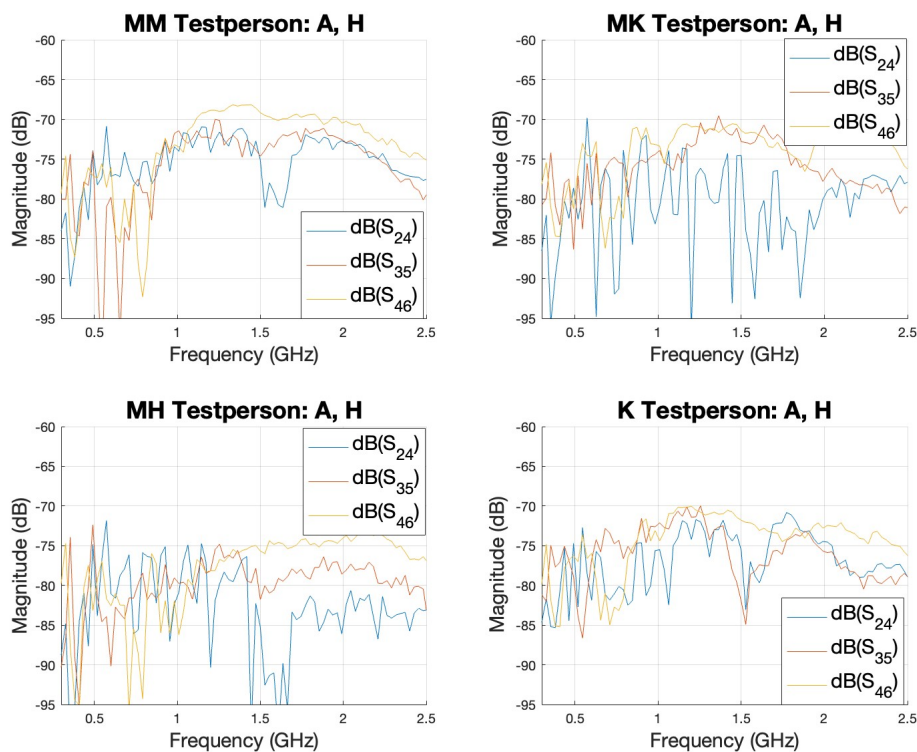 MM Testperson: A, H
-60
-65
-70
-75
-80
-85
-90
-95
Magnitude (dB)
0.5
1
1.5
2
2.5
Frequency (GHz)
dB(S24)
dB(S35)
dB(S46)
MK Testperson: A, H
-60
-65
-70
-75
-80
-85
-90
-95
Magnitude (dB)
0.5
1
1.5
2
2.5
Frequency (GHz)
dB(S24)
dB(S35)
dB(S46)
MH Testperson: A, H
-60
-65
-70
-75
-80
-85
-90
-95
Magnitude (dB)
0.5
1
1.5
2
2.5
Frequency (GHz)
dB(S24)
dB(S35)
dB(S46)
K Testperson: A, H
-60
-65
-70
-75
-80
-85
-90
-95
Magnitude (dB)
0.5
1
1.5
2
2.5
Frequency (GHz)
dB(S24)
dB(S35)
dB(S46)